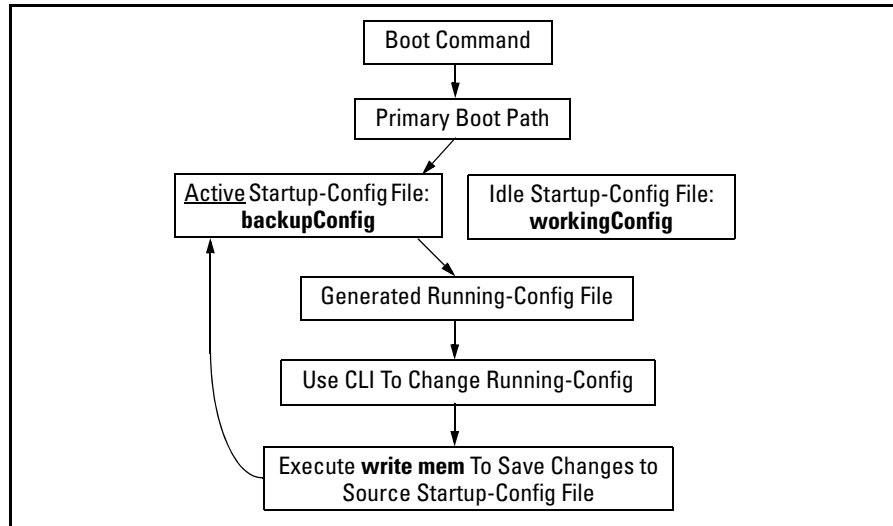 Boot Command
Primary Boot Path
Active Startup-Config File:
backupConfig
Idle Startup-Config File:
workingConfig
Generated Running-Config File
Use CLI To Change Running-Config
Execute write mem To Save Changes to
Source Startup-Config File